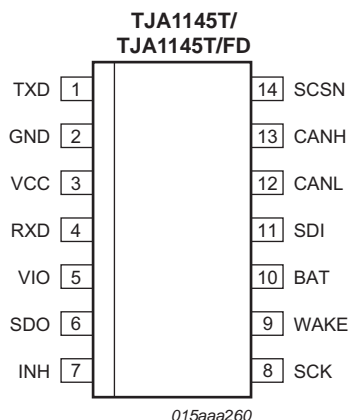 TJA1145T/
TJA1145T/FD
TXD 1 14 SCSN
GND 2 13 CANH
VCC 3 12 CANL
RXD 4 11 SDI
VIO 5 10 BAT
SDO 6 9 WAKE
INH 7 8 SCK
015aaa260